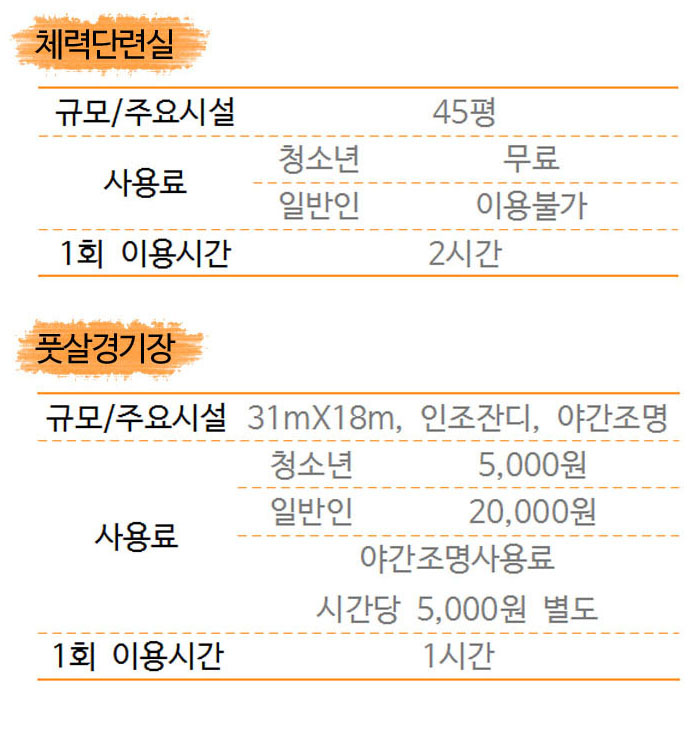 체력단련실
규모/주요시설 45평
사용료 청소년 무료
일반인 이용불가
1회 이용시간 2시간
풋살경기장
규모/주요시설 31mX18m, 인조잔디, 야간조명
사용료 청소년 5,000원
일반인 20,000원
야간조명사용료
시간당 5,000원 별도
1회 이용시간 1시간